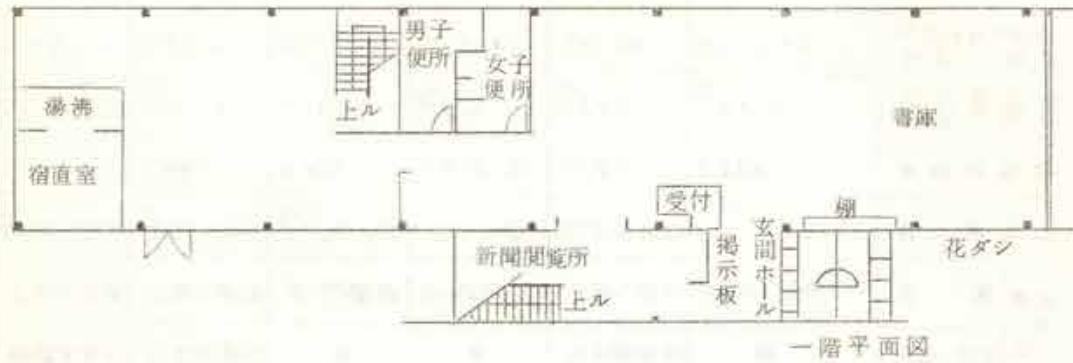 男子
便所
女子
便所
上ル
湯沸
宿直室
書庫
受付
棚
新聞閲覧所
上ル
掲示板
玄関ホール
花ダシ
一階平面図